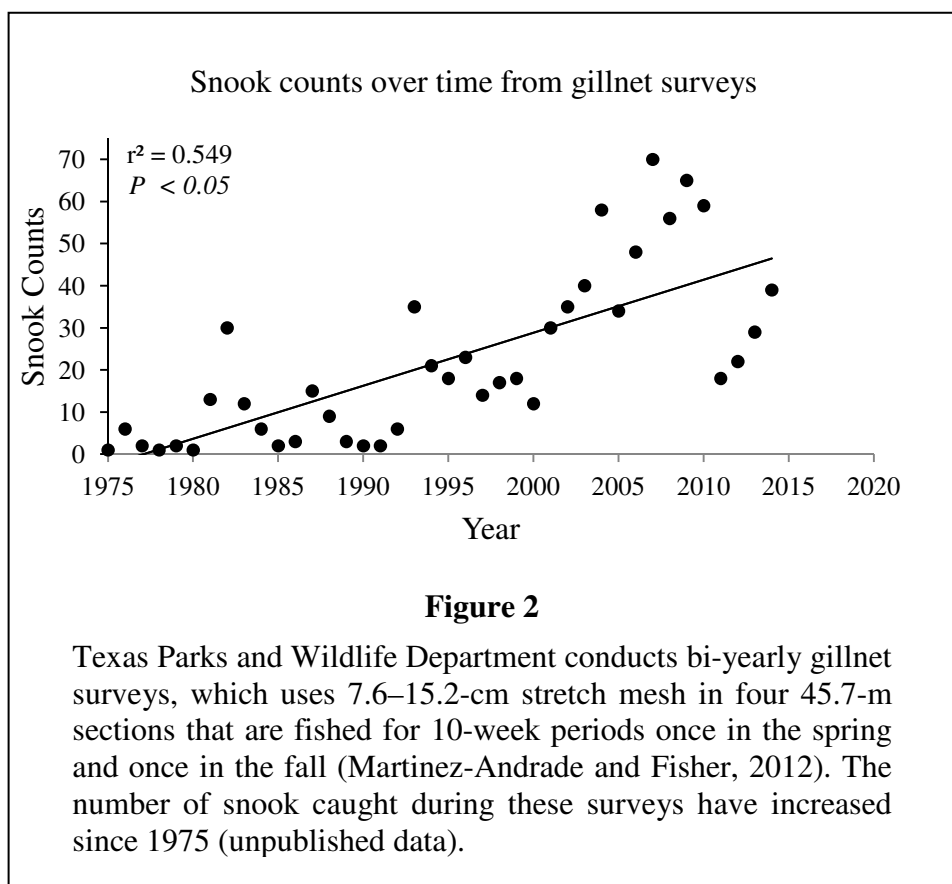 Snook counts over time from gillnet surveys
r² = 0.549
P < 0.05
70
60
50
40
30
20
10
0
Snook Counts
1975 1980 1985 1990 1995 2000 2005 2010 2015 2020
Year
Figure 2
Texas Parks and Wildlife Department conducts bi-yearly gillnet
surveys, which uses 7.6–15.2-cm stretch mesh in four 45.7-m
sections that are fished for 10-week periods once in the spring
and once in the fall (Martinez-Andrade and Fisher, 2012). The
number of snook caught during these surveys have increased
since 1975 (unpublished data).